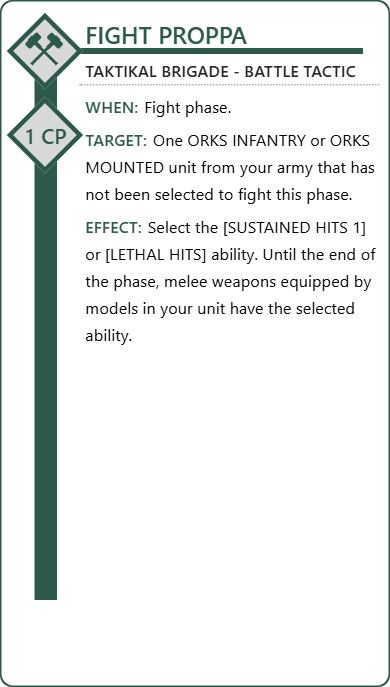 FIGHT PROPPA
TAKTIKAL BRIGADE - BATTLE TACTIC
WHEN: Fight phase.
1 CP
TARGET: One ORKS INFANTRY or ORKS
MOUNTED unit from your army that has
not been selected to fight this phase.
EFFECT: Select the [SUSTAINED HITS 1]
or [LETHAL HITS] ability. Until the end of
the phase, melee weapons equipped by
models in your unit have the selected
ability.